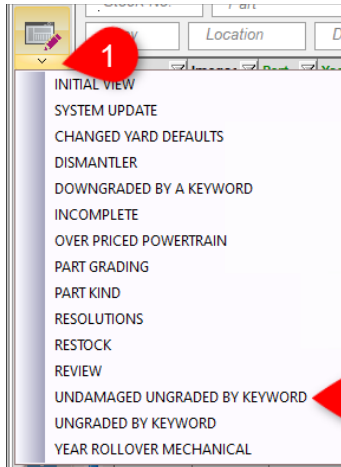 Stock No.
Part
Location
1
Part
INITIAL VIEW
SYSTEM UPDATE
CHANGED YARD DEFAULTS
DISMANTLER
DOWNGRADED BY A KEYWORD
INCOMPLETE
OVER PRICED POWERTRAIN
PART GRADING
PART KIND
RESOLUTIONS
RESTOCK
REVIEW
UNDAMAGED UNGRADED BY KEYWORD
UNGRADED BY KEYWORD
YEAR ROLLOVER MECHANICAL